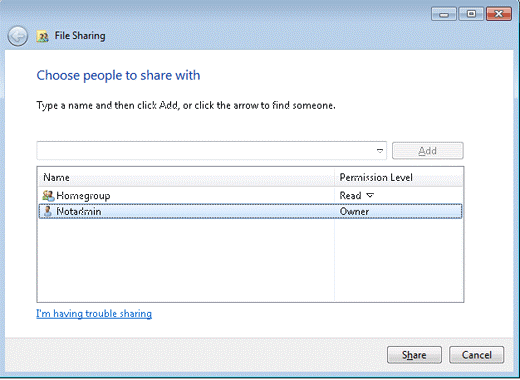 File Sharing
Choose people to share with
Type a name and then click Add, or click the arrow to find someone.
Add
Name Permission Level
Homegroup Read
Notadmin Owner
I'm having trouble sharing
Share Cancel